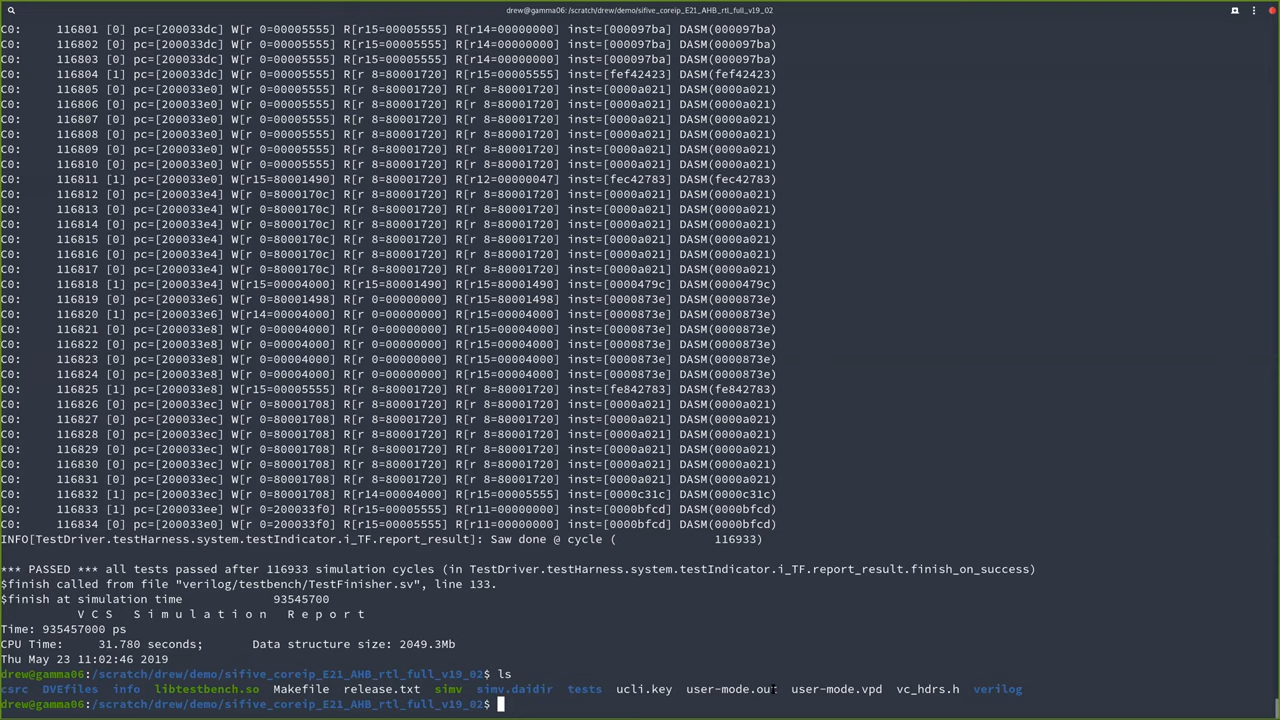 drew@gamma06:/scratch/drew/demo/sifive_coreip_E21_AHB_rtl_full_v19_02
C0: 116801 [0] pc=[200033dc] W[r 0=00005555] R[r15=00005555] R[r14=00000000] inst=[000097ba] DASM(000097ba)
C0: 116802 [0] pc=[200033dc] W[r 0=00005555] R[r15=00005555] R[r14=00000000] inst=[000097ba] DASM(000097ba)
C0: 116803 [0] pc=[200033dc] W[r 0=00005555] R[r15=00005555] R[r14=00000000] inst=[000097ba] DASM(000097ba)
C0: 116804 [1] pc=[200033dc] W[r 0=80001720] R[r 8=80001720] R[r15=00005555] inst=[fef42423] DASM(fef42423)
C0: 116805 [0] pc=[200033e0] W[r 0=00005555] R[r 8=80001720] R[r 8=80001720] inst=[0000a021] DASM(0000a021)
C0: 116806 [0] pc=[200033e0] W[r 0=00005555] R[r 8=80001720] R[r 8=80001720] inst=[0000a021] DASM(0000a021)
C0: 116807 [0] pc=[200033e0] W[r 0=00005555] R[r 8=80001720] R[r 8=80001720] inst=[0000a021] DASM(0000a021)
C0: 116808 [0] pc=[200033e0] W[r 0=00005555] R[r 8=80001720] R[r 8=80001720] inst=[0000a021] DASM(0000a021)
C0: 116809 [0] pc=[200033e0] W[r 0=00005555] R[r 8=80001720] R[r 8=80001720] inst=[0000a021] DASM(0000a021)
C0: 116810 [0] pc=[200033e0] W[r 0=00005555] R[r 8=80001720] R[r 8=80001720] inst=[0000a021] DASM(0000a021)
C0: 116811 [1] pc=[200033e0] W[r15=80001490] R[r 8=80001720] R[r12=00000047] inst=[fec42783] DASM(fec42783)
C0: 116812 [0] pc=[200033e4] W[r 0=8000170c] R[r 8=80001720] R[r 8=80001720] inst=[0000a021] DASM(0000a021)
C0: 116813 [0] pc=[200033e4] W[r 0=8000170c] R[r 8=80001720] R[r 8=80001720] inst=[0000a021] DASM(0000a021)
C0: 116814 [0] pc=[200033e4] W[r 0=8000170c] R[r 8=80001720] R[r 8=80001720] inst=[0000a021] DASM(0000a021)
C0: 116815 [0] pc=[200033e4] W[r 0=8000170c] R[r 8=80001720] R[r 8=80001720] inst=[0000a021] DASM(0000a021)
C0: 116816 [0] pc=[200033e4] W[r 0=8000170c] R[r 8=80001720] R[r 8=80001720] inst=[0000a021] DASM(0000a021)
C0: 116817 [0] pc=[200033e4] W[r 0=8000170c] R[r 8=80001720] R[r 8=80001720] inst=[0000a021] DASM(0000a021)
C0: 116818 [1] pc=[200033e4] W[r15=00004000] R[r15=80001490] R[r15=80001490] inst=[0000479c] DASM(0000479c)
C0: 116819 [0] pc=[200033e6] W[r 0=80001498] R[r 0=00000000] R[r15=80001498] inst=[0000873e] DASM(0000873e)
C0: 116820 [1] pc=[200033e6] W[r14=00004000] R[r 0=00000000] R[r15=00004000] inst=[0000873e] DASM(0000873e)
C0: 116821 [0] pc=[200033e8] W[r 0=00004000] R[r 0=00000000] R[r15=00004000] inst=[0000873e] DASM(0000873e)
C0: 116822 [0] pc=[200033e8] W[r 0=00004000] R[r 0=00000000] R[r15=00004000] inst=[0000873e] DASM(0000873e)
C0: 116823 [0] pc=[200033e8] W[r 0=00004000] R[r 0=00000000] R[r15=00004000] inst=[0000873e] DASM(0000873e)
C0: 116824 [0] pc=[200033e8] W[r 0=00004000] R[r 0=00000000] R[r15=00004000] inst=[0000873e] DASM(0000873e)
C0: 116825 [1] pc=[200033e8] W[r15=00005555] R[r 8=80001720] R[r 8=80001720] inst=[fe842783] DASM(fe842783)
C0: 116826 [0] pc=[200033ec] W[r 0=80001708] R[r 8=80001720] R[r 8=80001720] inst=[0000a021] DASM(0000a021)
C0: 116827 [0] pc=[200033ec] W[r 0=80001708] R[r 8=80001720] R[r 8=80001720] inst=[0000a021] DASM(0000a021)
C0: 116828 [0] pc=[200033ec] W[r 0=80001708] R[r 8=80001720] R[r 8=80001720] inst=[0000a021] DASM(0000a021)
C0: 116829 [0] pc=[200033ec] W[r 0=80001708] R[r 8=80001720] R[r 8=80001720] inst=[0000a021] DASM(0000a021)
C0: 116830 [0] pc=[200033ec] W[r 0=80001708] R[r 8=80001720] R[r 8=80001720] inst=[0000a021] DASM(0000a021)
C0: 116831 [0] pc=[200033ec] W[r 0=80001708] R[r 8=80001720] R[r 8=80001720] inst=[0000a021] DASM(0000a021)
C0: 116832 [1] pc=[200033ec] W[r 0=80001708] R[r14=00004000] R[r15=00005555] inst=[0000c31c] DASM(0000c31c)
C0: 116833 [1] pc=[200033ee] W[r 0=200033f0] R[r15=00005555] R[r11=00000000] inst=[0000bfcd] DASM(0000bfcd)
C0: 116834 [0] pc=[200033ee] W[r 0=200033f0] R[r15=00005555] R[r11=00000000] inst=[0000bfcd] DASM(0000bfcd)
INFO[TestDriver.testHarness.system.testIndicator.i_TF.report_result]: Saw done @ cycle ( 116933)
*** PASSED *** all tests passed after 116933 simulation cycles (in TestDriver.testHarness.system.testIndicator.i_TF.report_result.finish_on_success)
$finish called from file "verilog/testbench/TestFinisher.sv", line 133.
$finish at simulation time 93545700
V C S S i m u l a t i o n R e p o r t
Time: 935457000 ps
CPU Time: 31.780 seconds; Data structure size: 2049.3Mb
Thu May 23 11:02:46 2019
drew@gamma06:/scratch/drew/demo/sifive_coreip_E21_AHB_rtl_full_v19_02$ ls
csrc DVEfiles info libtestbench.so Makefile release.txt simv simv.daidir tests ucli.key user-mode.out user-mode.vpd vc_hdrs.h verilog
drew@gamma06:/scratch/drew/demo/sifive_coreip_E21_AHB_rtl_full_v19_02$